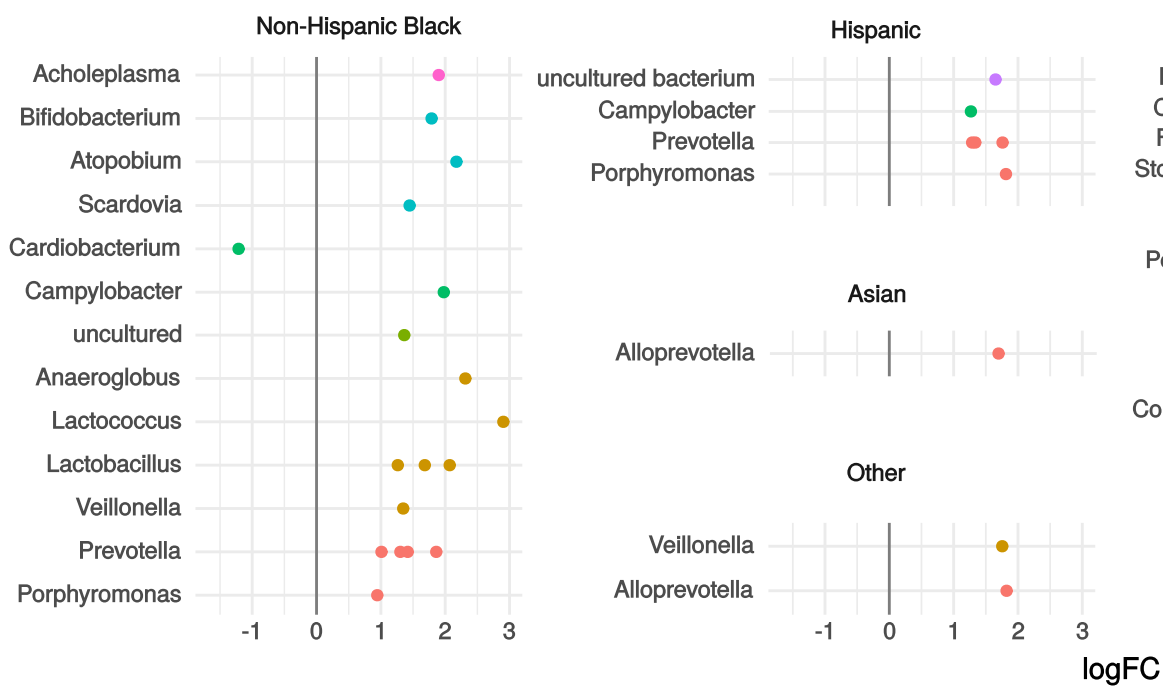 Non-Hispanic Black
Acholeplasma
Bifidobacterium
Atopobium
Scardovia
Cardiobacterium
Campylobacter
uncultured
Anaeroglobus
Lactococcus
Lactobacillus
Veillonella
Prevotella
Porphyromonas
-1 0 1 2 3
Hispanic
uncultured bacterium
Campylobacter
Prevotella
Porphyromonas
Asian
Alloprevotella
Other
Veillonella
Alloprevotella
-1 0 1 2 3
logFC
Sto
Co